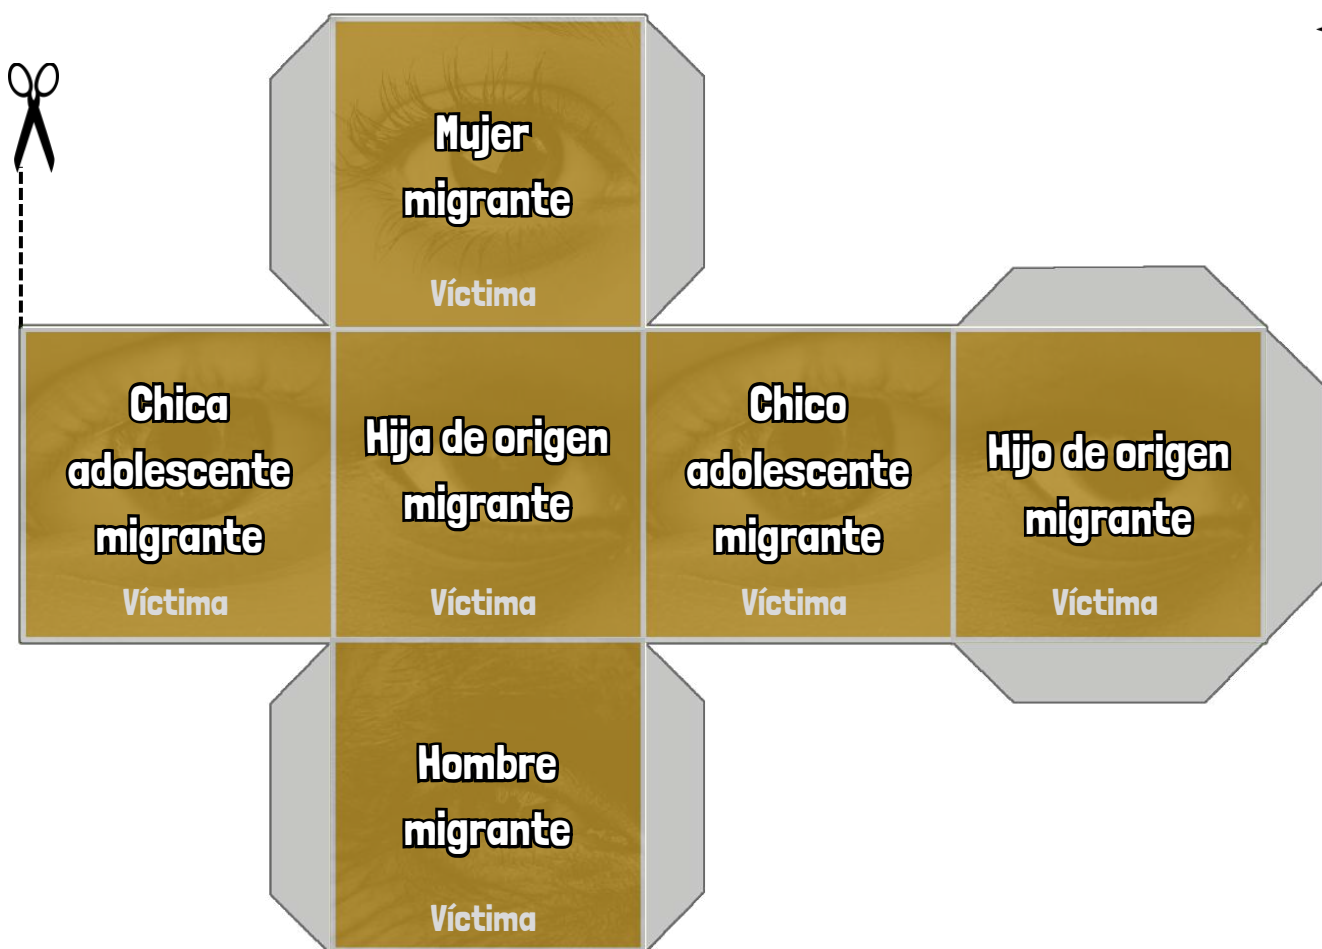 Mujer
migrante
Víctima
Chica
adolescente
migrante
Víctima
Hija de origen
migrante
Víctima
Chico
adolescente
migrante
Víctima
Hijo de origen
migrante
Víctima
Hombre
migrante
Víctima